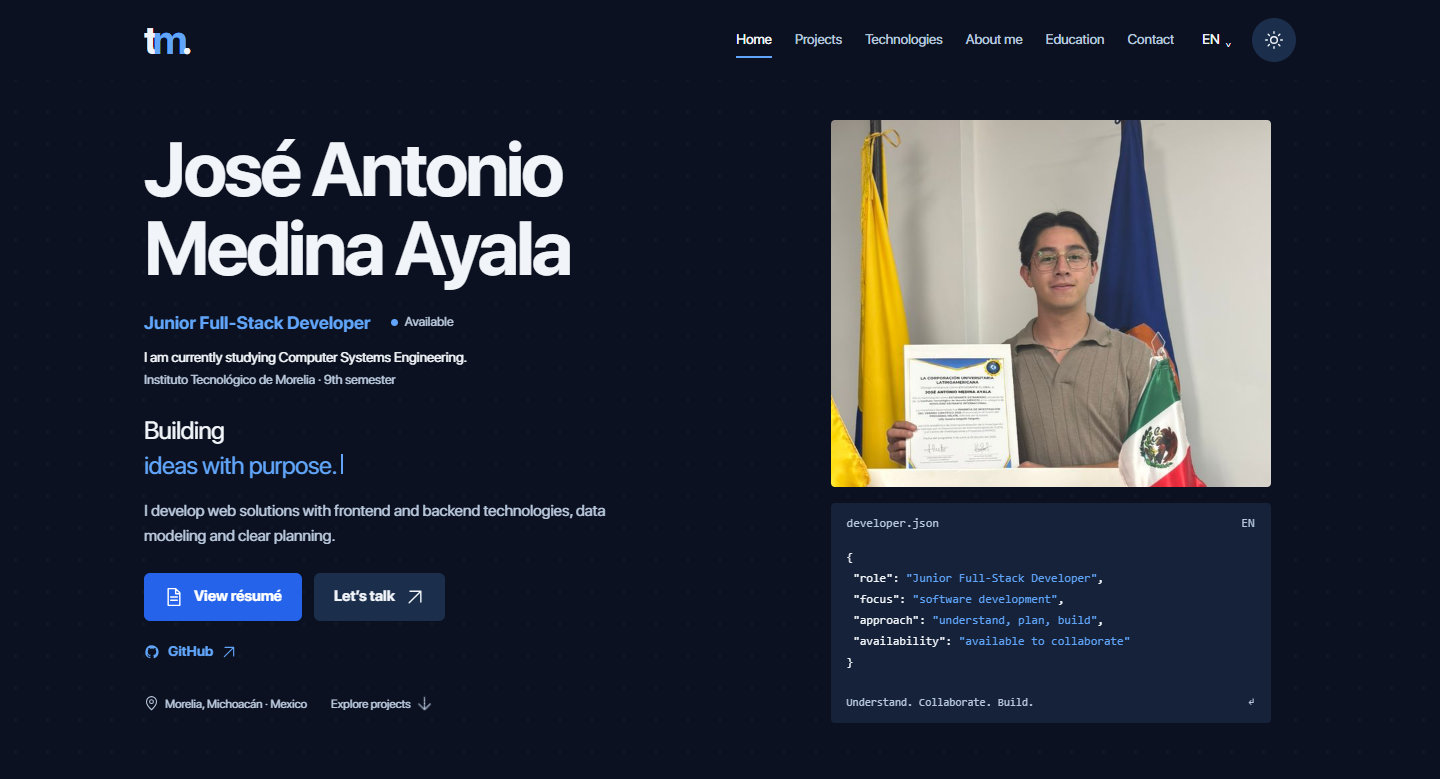 tm.
Home Projects Technologies About me Education Contact EN
José Antonio
Medina Ayala
Junior Full-Stack Developer
Available
I am currently studying Computer Systems Engineering.
Instituto Tecnológico de Morelia · 9th semester
Building
ideas with purpose.
I develop web solutions with frontend and backend technologies, data
modeling and clear planning.
View résumé
Let's talk
GitHub
Morelia, Michoacán · Mexico
Explore projects
LA CORPORACIÓN UNIVERSITARIA
LATINOAMERICANA
JOSÉ ANTONIO MEDINA AYALA
developer.json
EN
{
"role": "Junior Full-Stack Developer",
"focus": "software development",
"approach": "understand, plan, build",
"availability": "available to collaborate"
}
Understand. Collaborate. Build.